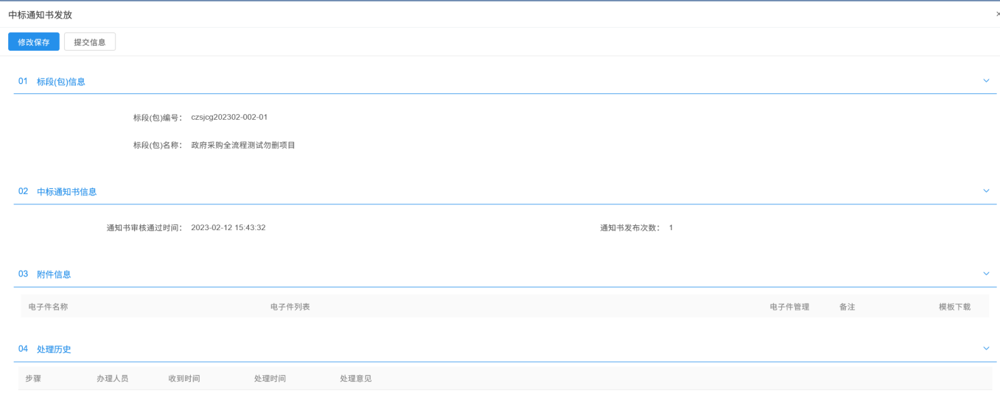 中标通知书发放
修改保存 提交信息
01 标段(包)信息
标段(包)编号： czsjcg202302-002-01
标段(包)名称： 政府采购全流程测试勿删项目
02 中标通知书信息
通知书审核通过时间： 2023-02-12 15:43:32 通知书发布次数： 1
03 附件信息
电子件名称 电子件列表 电子件管理 备注 模板下载
04 处理历史
步骤 办理人员 收到时间 处理时间 处理意见